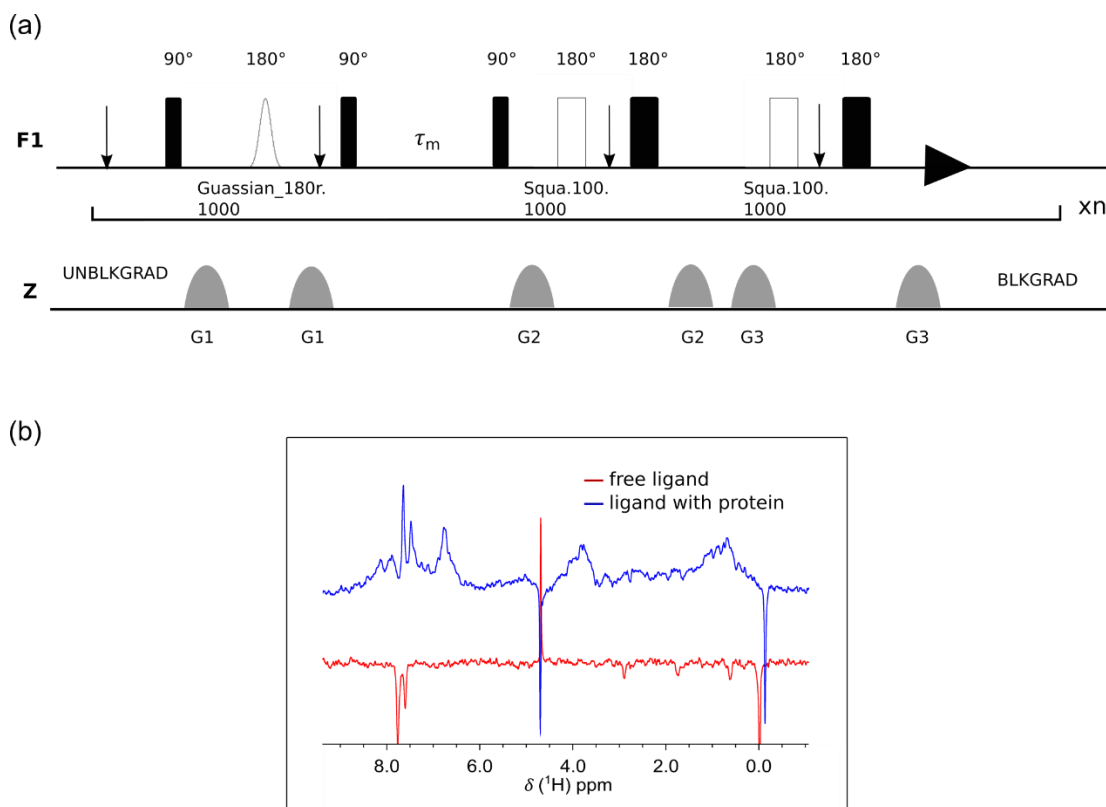 (a)
90° 180° 90° 90° 180° 180° 180° 180°
F1
τm
Guassian_180r.
1000
Squa.100.
1000
Squa.100.
1000
xn
UNBLKGRAD
BLKGRAD
Z
G1 G1 G2 G2 G3 G3
(b)
free ligand
ligand with protein
8.0 6.0 4.0 2.0 0.0
δ (¹H) ppm